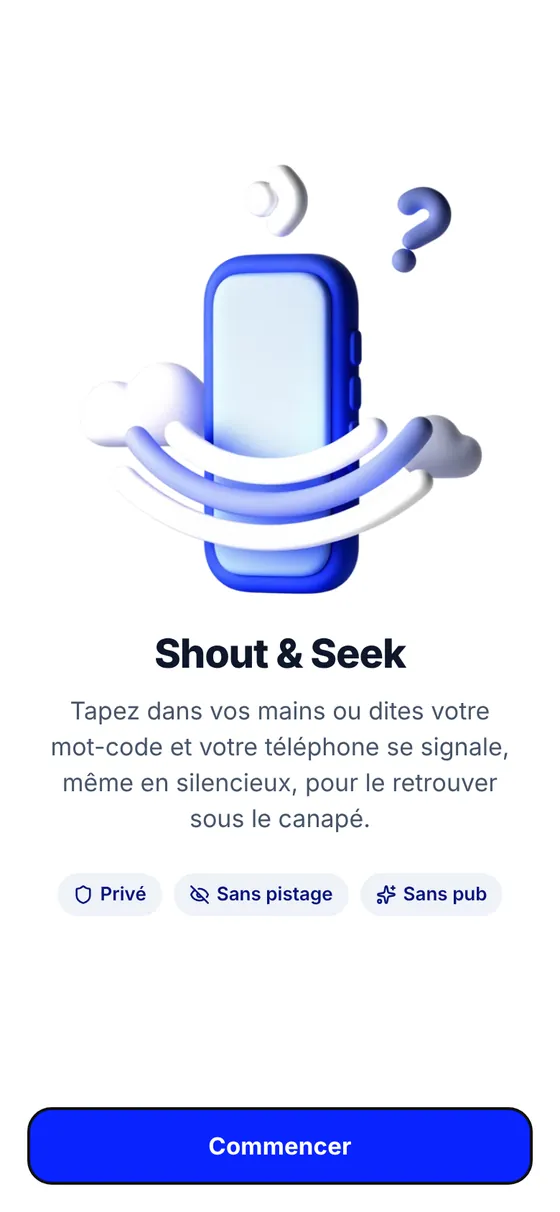 Shout & Seek
Tapez dans vos mains ou dites votre
mot-code et votre téléphone se signale,
même en silencieux, pour le retrouver
sous le canapé.
Privé
Sans pistage
Sans pub
Commencer